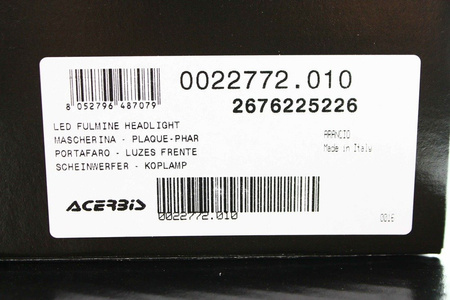 0022772.010
8 052796 487079
2676225226
LED FULMINE HEADLIGHT
MASCHERINA - PLAQUE-PHAR
PORTAFARO - LUZES FRENTE
SCHEINWERFER - KOPLAMP
ARANCIO
Made in Italy
ACERBIS
0022772.010
0216